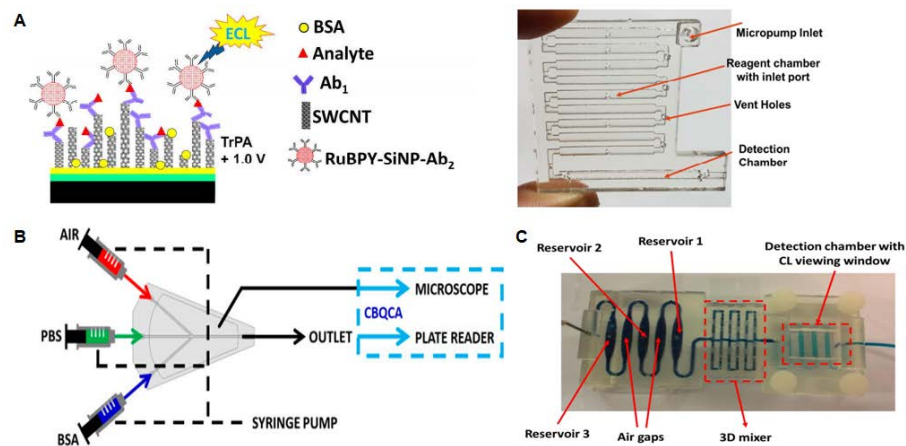 A
ECL
BSA
Analyte
Ab1
SWCNT
RuBPY-SiNP-Ab2
TrPA
+ 1.0 V
Micropump Inlet
Reagent chamber
with inlet port
Vent Holes
Detection
Chamber
B
AIR
PBS
BSA
OUTLET
SYRINGE PUMP
MICROSCOPE
CBQCA
PLATE READER
C
Reservoir 2
Reservoir 1
Detection chamber with
CL viewing window
Reservoir 3
Air gaps
3D mixer